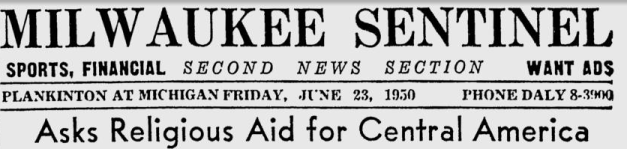 MILWAUKEE SENTINEL
SPORTS, FINANCIAL SECOND NEWS SECTION WANT ADS
PLANKINTON AT MICHIGAN FRIDAY, JUNE 23, 1950 PHONE DALY 8-3900
Asks Religious Aid for Central America